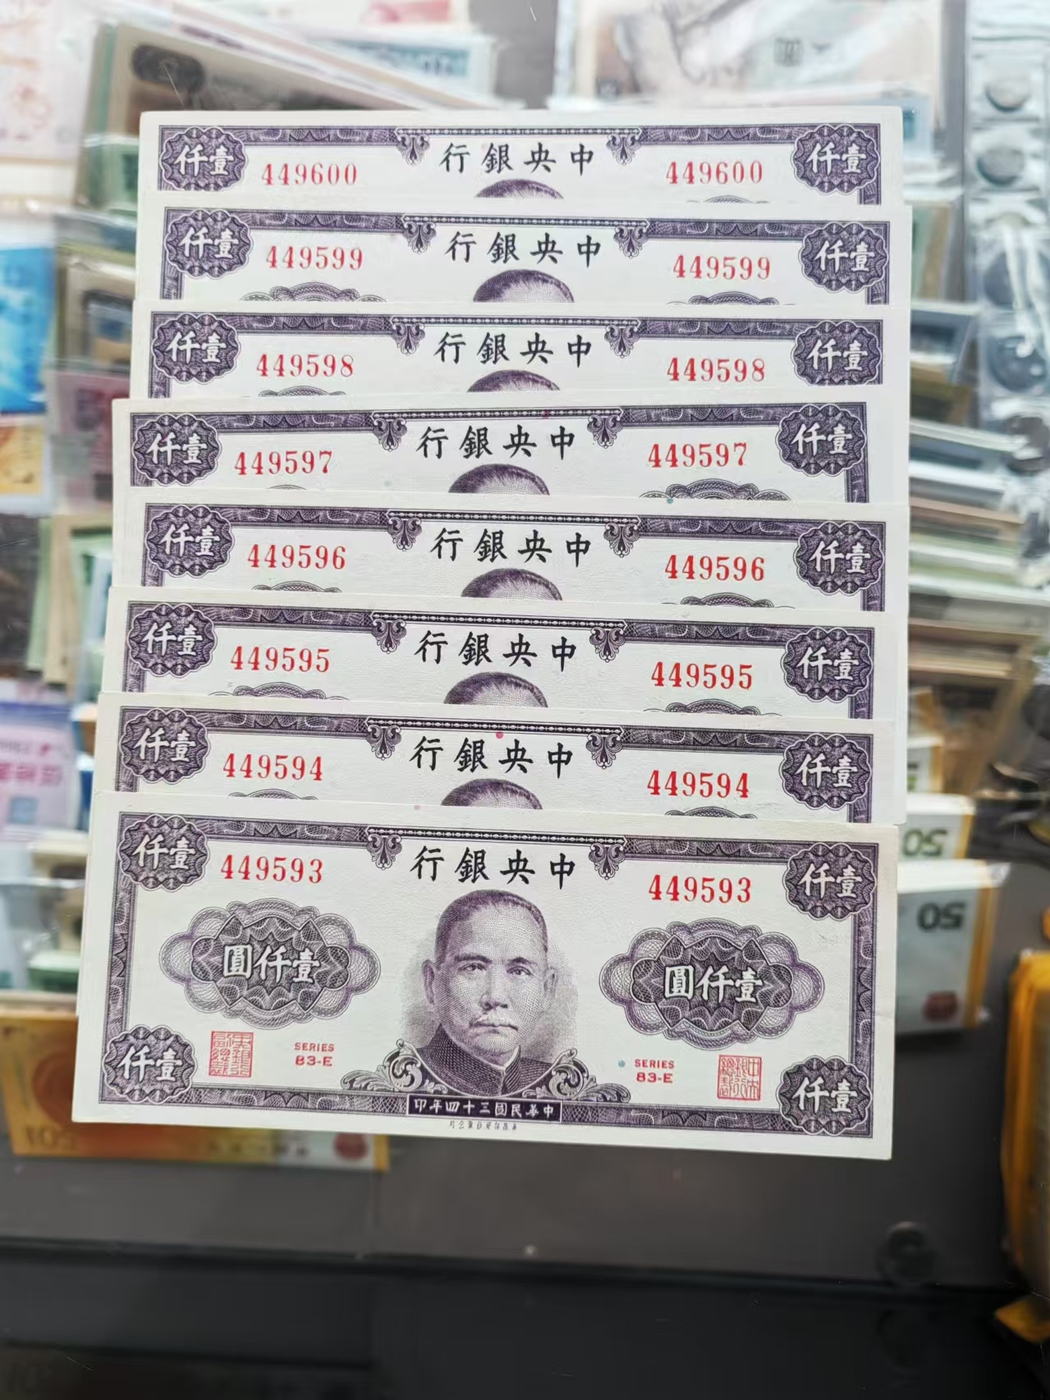 仟壹 449600 行銀央中 449600 仟壹
仟壹 449599 行銀央中 449599 仟壹
仟壹 449598 行銀央中 449598 仟壹
仟壹 449597 行銀央中 449597 仟壹
仟壹 449596 行銀央中 449596 仟壹
仟壹 449595 行銀央中 449595 仟壹
仟壹 449594 行銀央中 449594 仟壹
仟壹 449593 行銀央中 449593 仟壹
圓仟壹 圓仟壹
SERIES SERIES
83-E 83-E
仟壹 仟壹
印年四十三國民華中
50
50